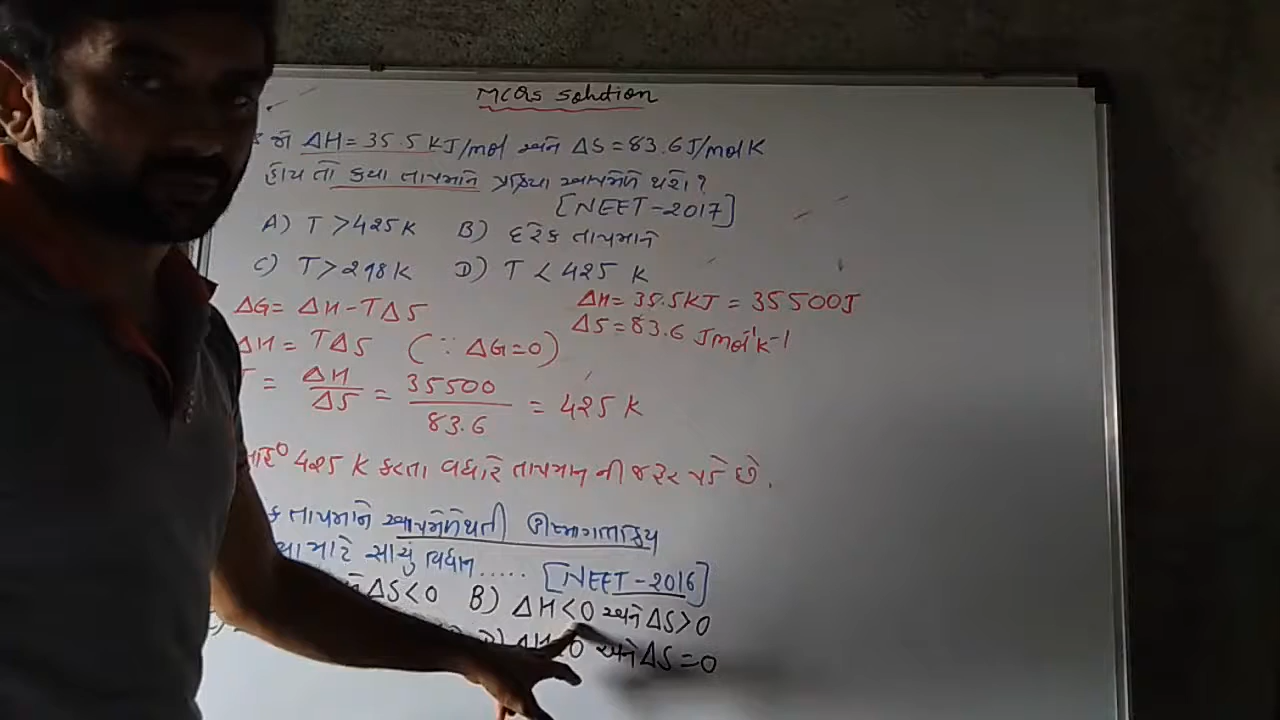 MCQs solution
જો ΔH = 35.5 KJ/mol અને ΔS = 83.6 J/mol K
હોય તો કયા તાપમાને પ્રક્રિયા આપમેળે થશે?
[NEET-2017]
A) T > 425 K B) દરેક તાપમાને
C) T > 298 K D) T < 425 K
ΔG = ΔH - TΔS ΔH = 35.5 KJ = 35500 J
ΔH = TΔS (∵ ΔG=0) ΔS = 83.6 J mol⁻¹ K⁻¹
= ΔH/ΔS = 35500/83.6 = 425 K
425 K કરતા વધારે તાપમાન ની જરૂર પડે છે.
તાપમાને આપમેળે થતી ઉષ્માગતિકીય
માટે સાચું વિધાન..... [NEET-2016]
ΔS<0 B) ΔH<0 અને ΔS>0
અને ΔS=0